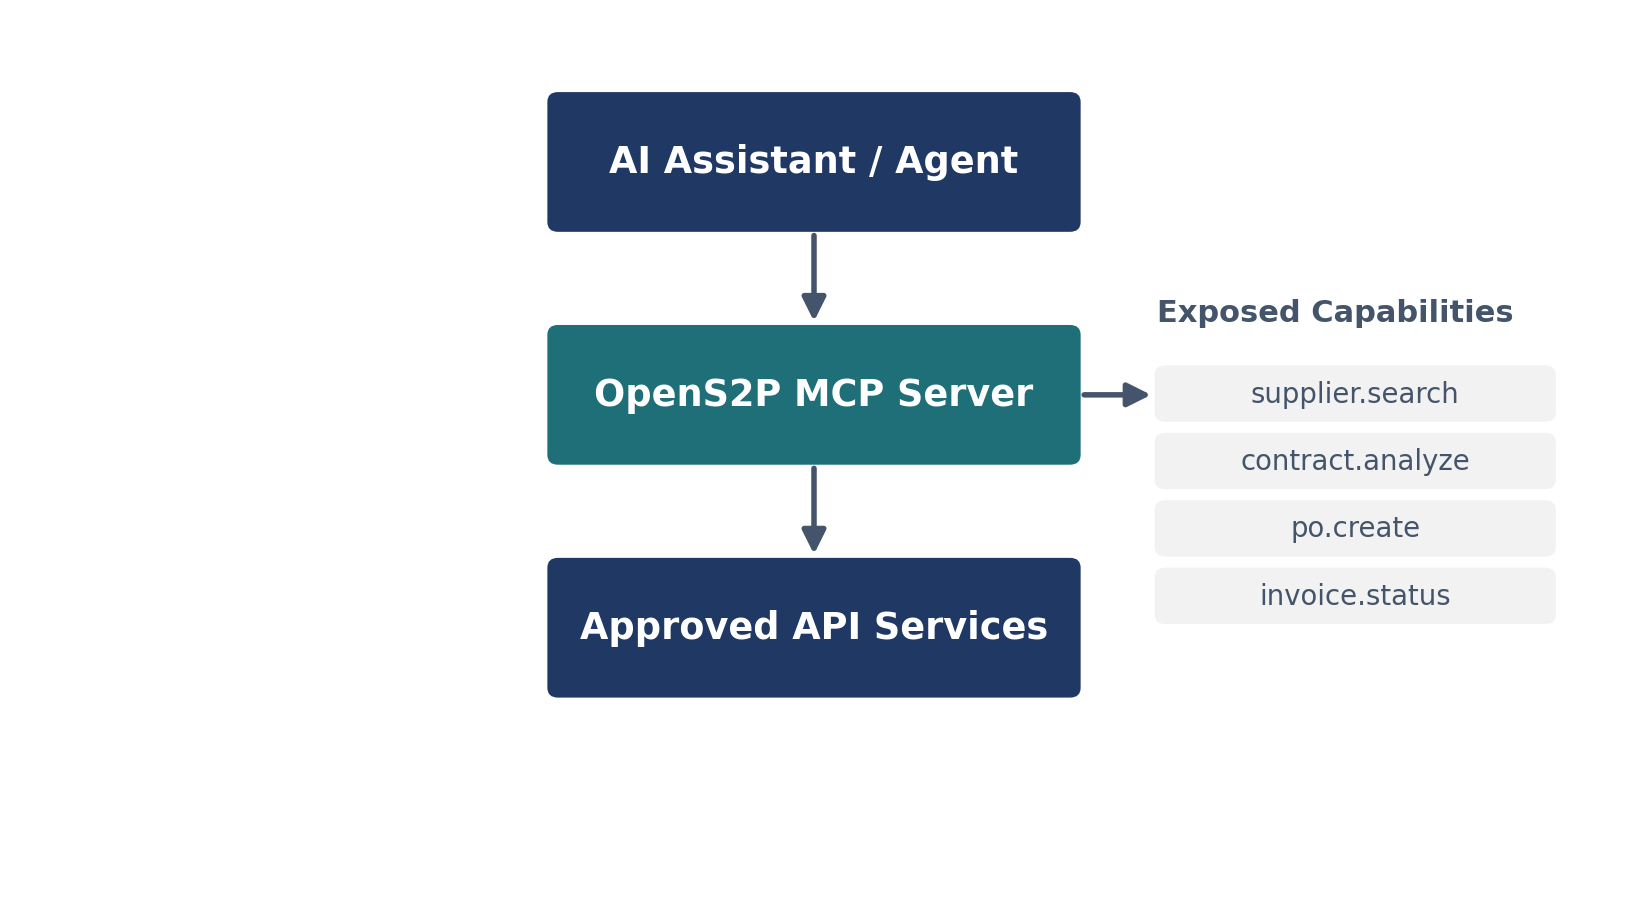 AI Assistant / Agent
OpenS2P MCP Server
Approved API Services
Exposed Capabilities
supplier.search
contract.analyze
po.create
invoice.status